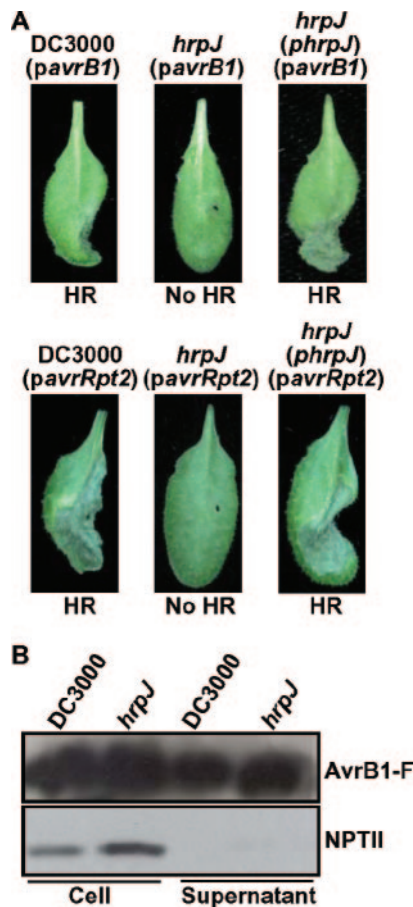 A
DC3000
(pavrB1)
hrpJ
(pavrB1)
hrpJ
(phrpJ)
(pavrB1)
HR
No HR
HR
DC3000
(pavrRpt2)
hrpJ
(pavrRpt2)
hrpJ
(phrpJ)
(pavrRpt2)
HR
No HR
HR
B
DC3000
hrpJ
DC3000
hrpJ
AvrB1-F
NPTII
Cell
Supernatant